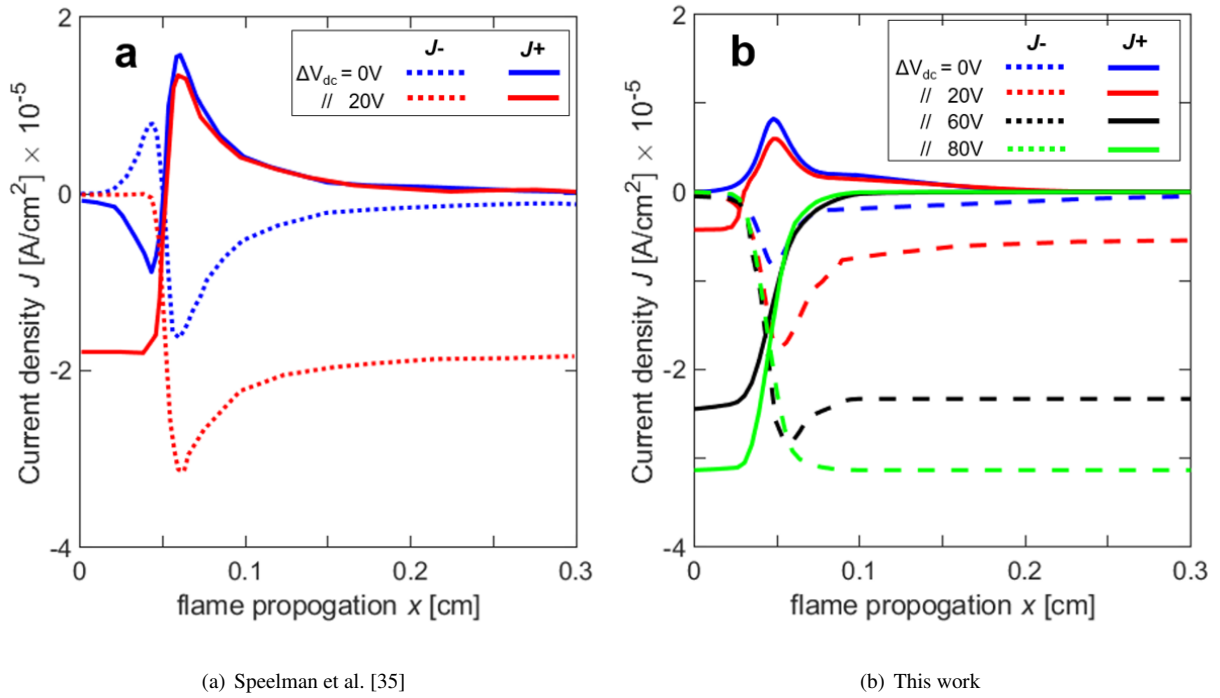 a
J- J+
ΔV_dc = 0V
// 20V
2
0
-2
-4
Current density J [A/cm²] × 10⁻⁵
0 0.1 0.2 0.3
flame propogation x [cm]
(a) Speelman et al. [35]
b
J- J+
ΔV_dc = 0V
// 20V
// 60V
// 80V
2
0
-2
-4
Current density J [A/cm²] × 10⁻⁵
0 0.1 0.2 0.3
flame propogation x [cm]
(b) This work